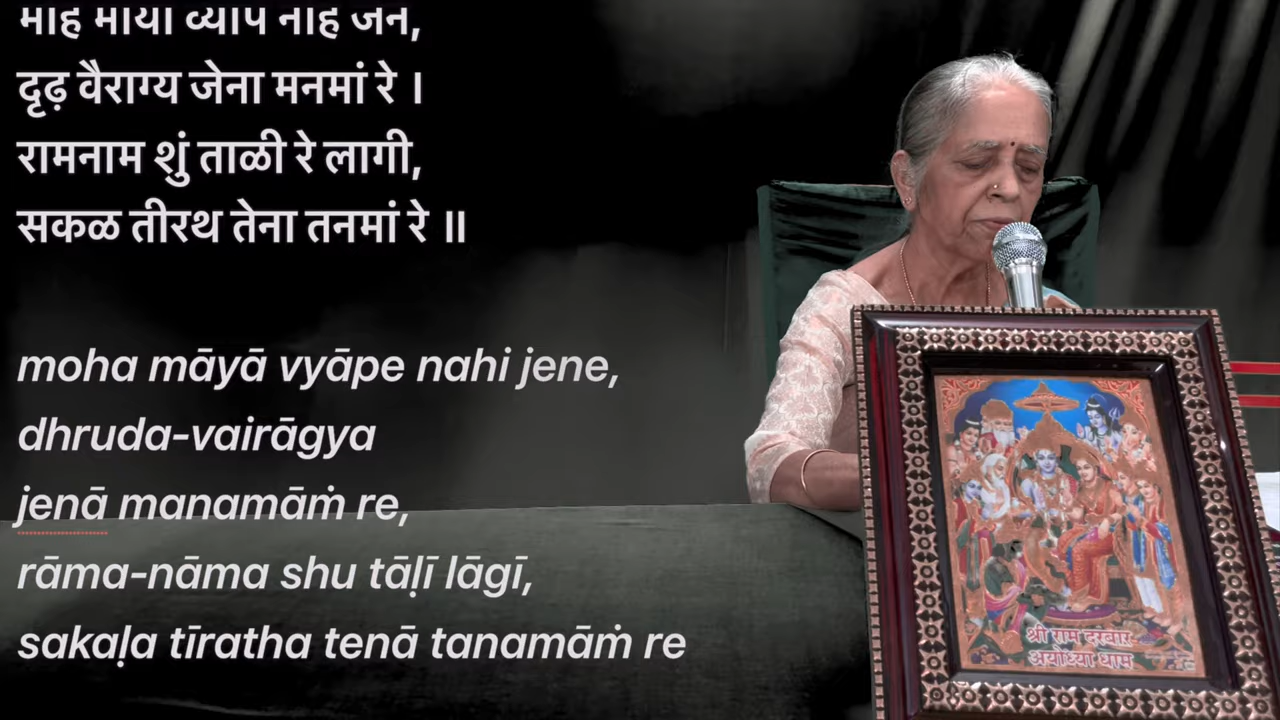 मोह माया व्यापे नहि जेने,
दृढ़ वैराग्य जेना मनमां रे ।
रामनाम शुं ताळी रे लागी,
सकळ तीरथ तेना तनमां रे ॥
moha māyā vyāpe nahi jene,
dhruda-vairāgya
jenā manamāṁ re,
rāma-nāma shu tāḷī lāgī,
sakaḷa tīratha tenā tanamāṁ re
श्री राम दरबार
अयोध्या धाम